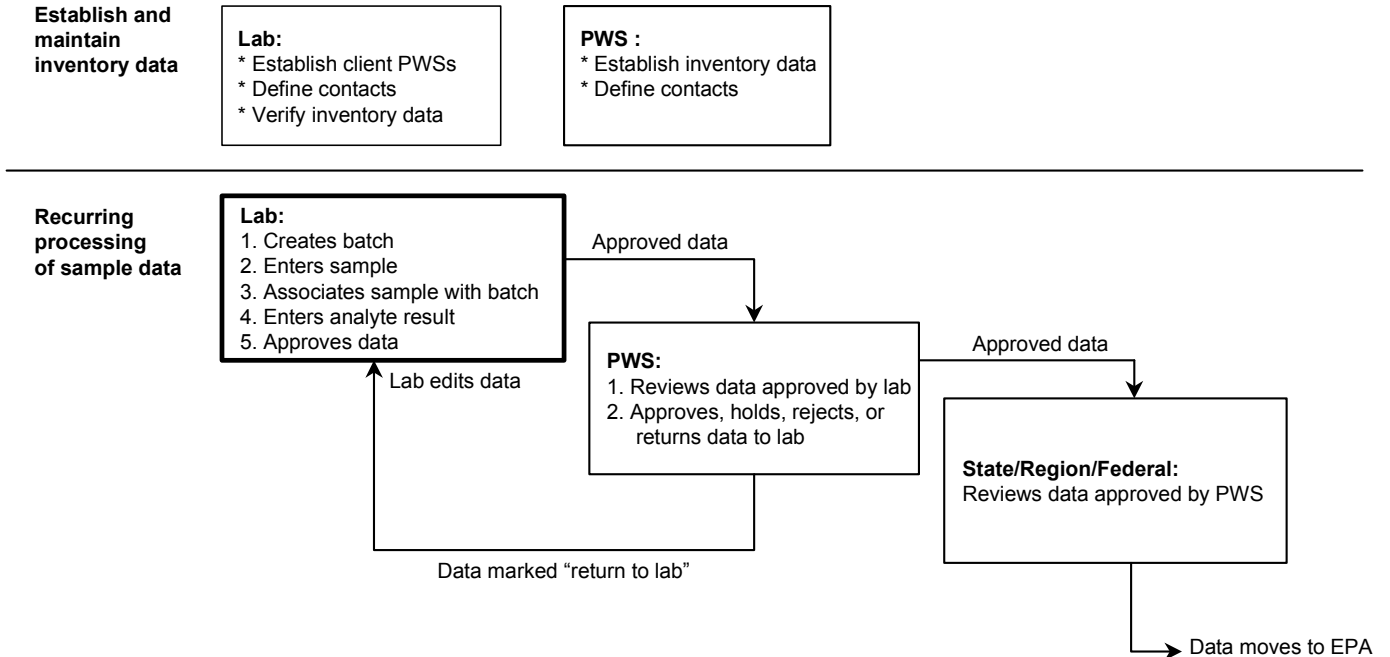 Establish and
maintain
inventory data
Lab:
* Establish client PWSs
* Define contacts
* Verify inventory data
PWS :
* Establish inventory data
* Define contacts
Recurring
processing
of sample data
Lab:
1. Creates batch
2. Enters sample
3. Associates sample with batch
4. Enters analyte result
5. Approves data
Approved data
Lab edits data
PWS:
1. Reviews data approved by lab
2. Approves, holds, rejects, or
returns data to lab
Approved data
State/Region/Federal:
Reviews data approved by PWS
Data marked “return to lab”
Data moves to EPA